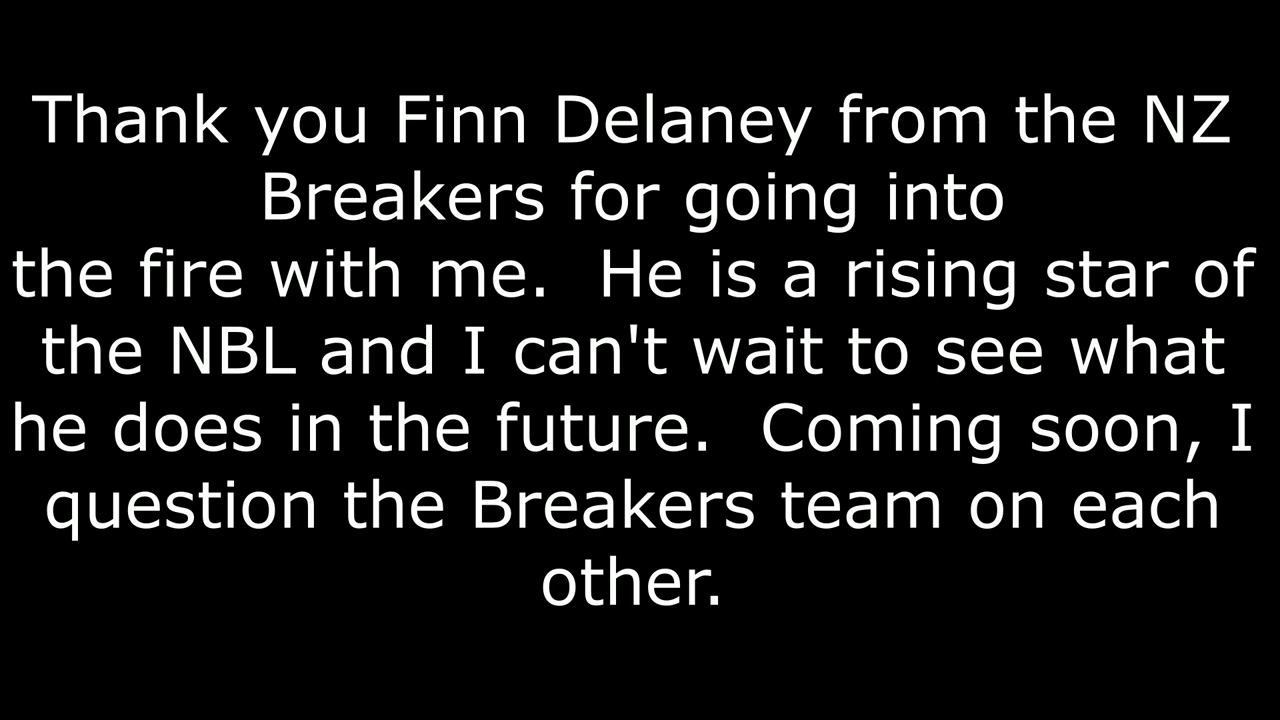 Thank you Finn Delaney from the NZ
Breakers for going into
the fire with me.  He is a rising star of
the NBL and I can't wait to see what
he does in the future.  Coming soon, I
question the Breakers team on each
other.